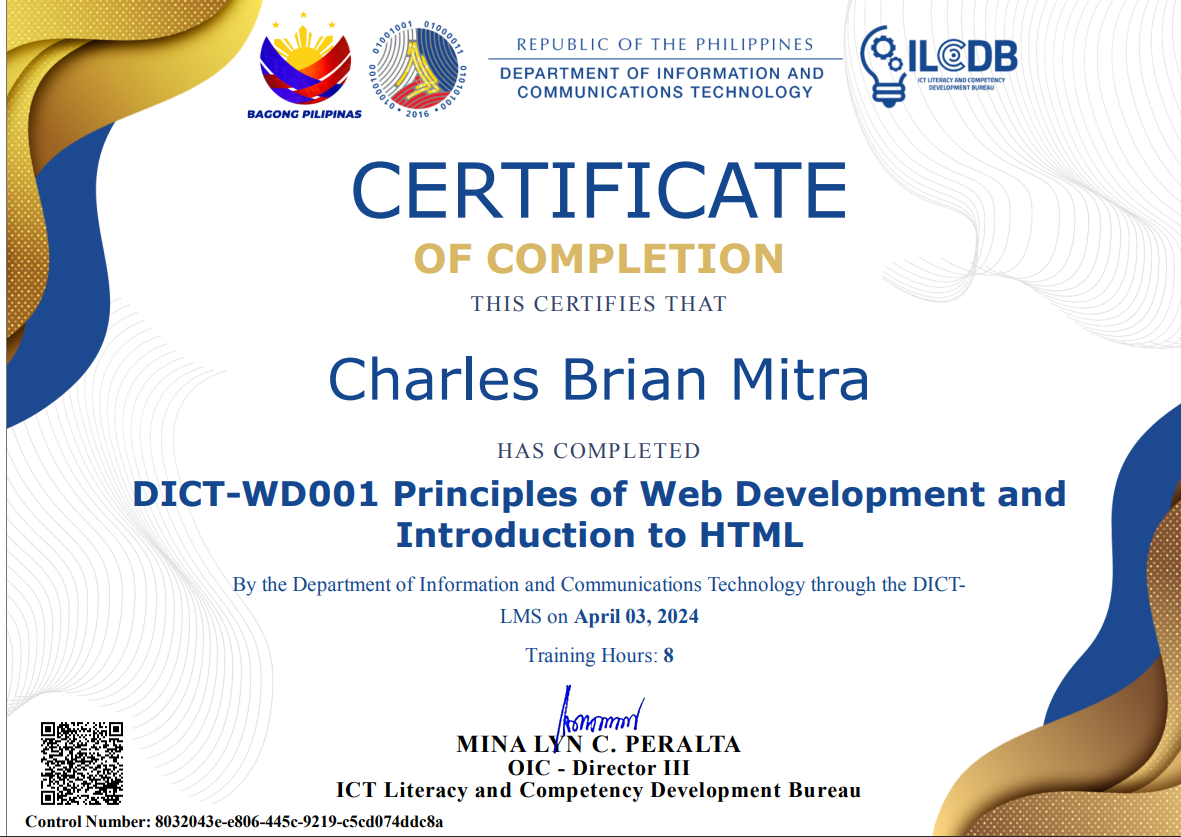 BAGONG PILIPINAS
01001001 01000011
01000100 01010100
• 2016 •
REPUBLIC OF THE PHILIPPINES
DEPARTMENT OF INFORMATION AND
COMMUNICATIONS TECHNOLOGY
ILCDB
ICT LITERACY AND COMPETENCY
DEVELOPMENT BUREAU
CERTIFICATE
OF COMPLETION
THIS CERTIFIES THAT
Charles Brian Mitra
HAS COMPLETED
DICT-WD001 Principles of Web Development and
Introduction to HTML
By the Department of Information and Communications Technology through the DICT-
LMS on April 03, 2024
Training Hours: 8
MINA LYN C. PERALTA
OIC - Director III
ICT Literacy and Competency Development Bureau
Control Number: 8032043e-e806-445c-9219-c5cd074ddc8a